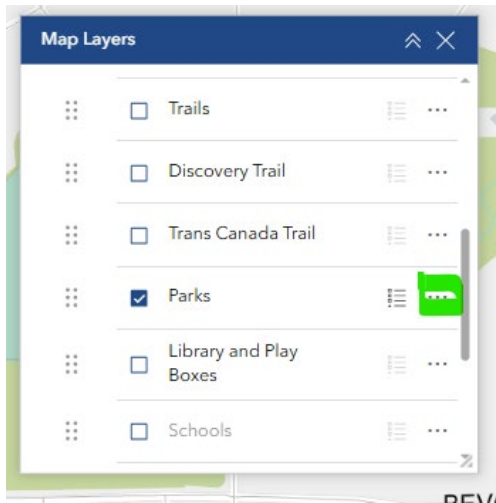 Map Layers
Trails
Discovery Trail
Trans Canada Trail
Parks
Library and Play
Boxes
Schools